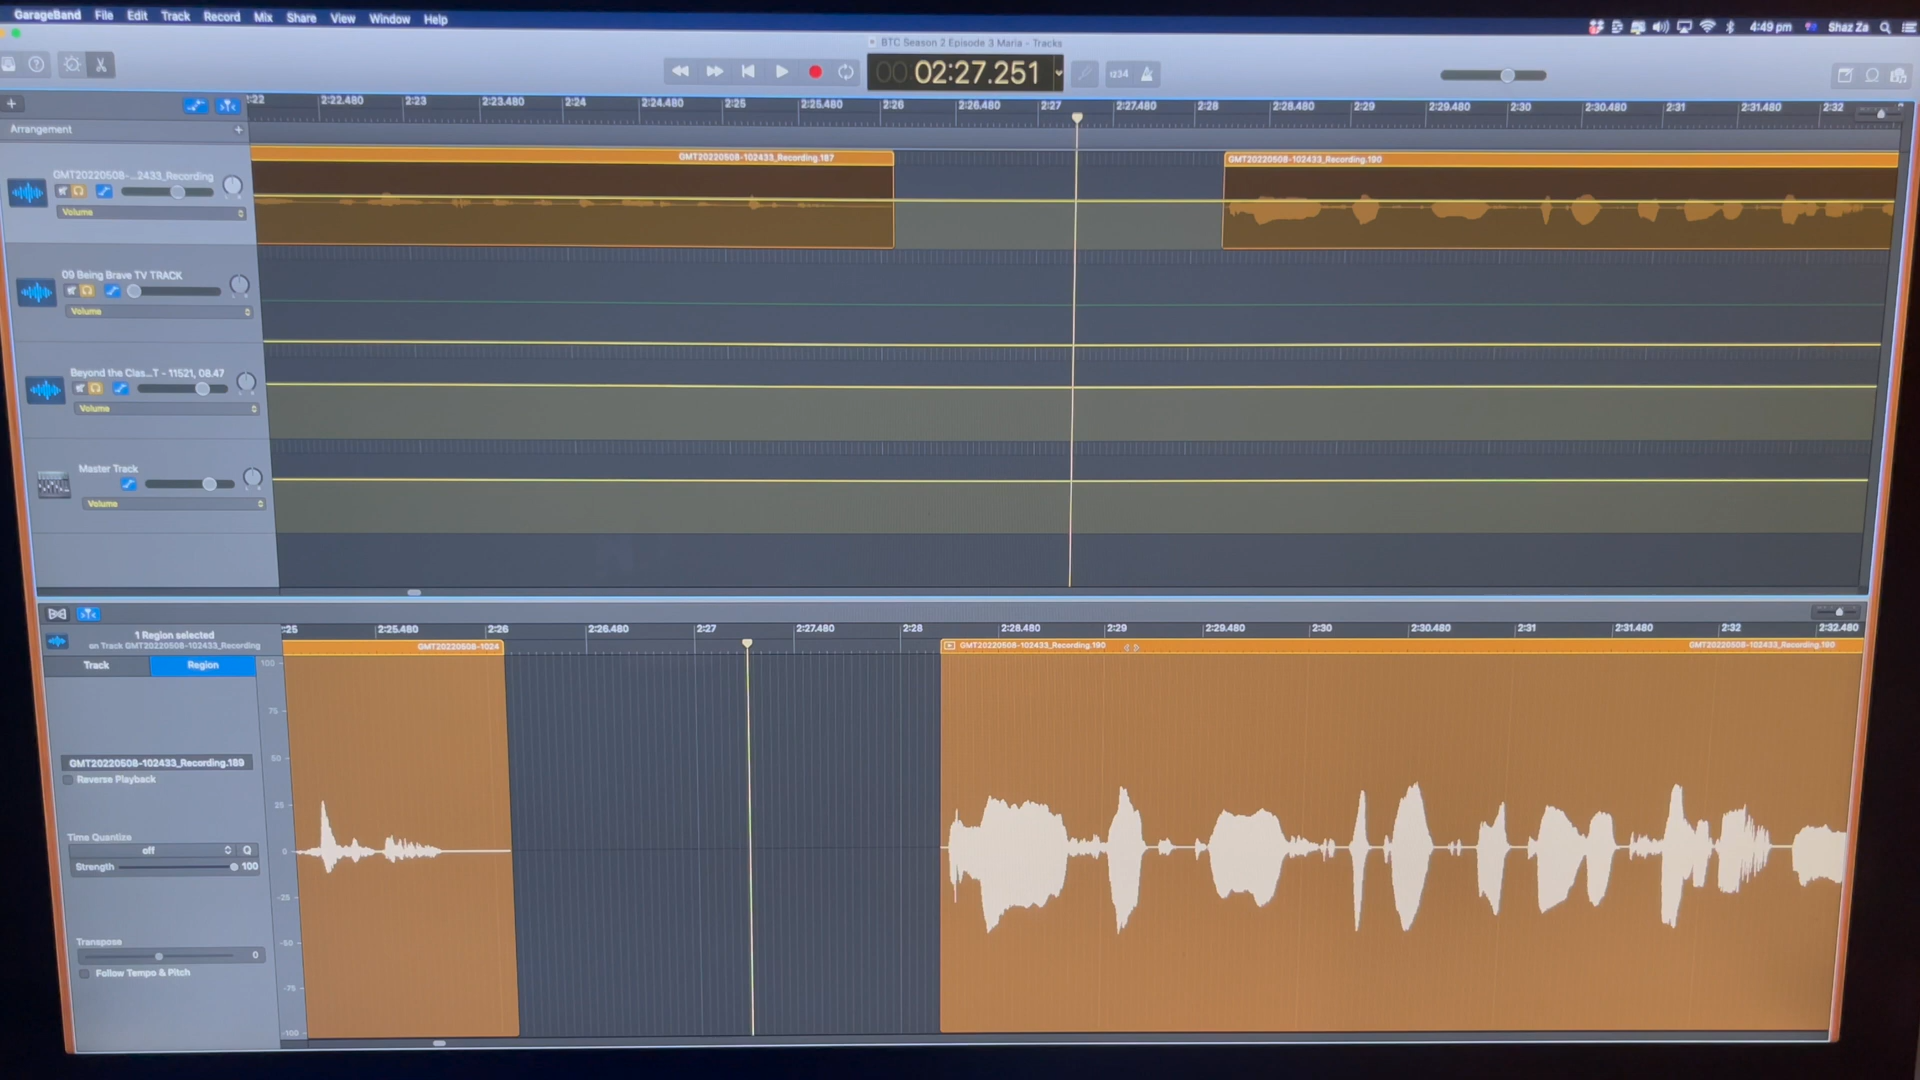 GarageBand File Edit Track Record Mix Share View Window Help
4:49 pm Shaz Za
BTC Season 2 Episode 3 Maria - Tracks
00 02:27.251
1234
2:22 2:22.480 2:23 2:23.480 2:24 2:24.480 2:25 2:25.480 2:26 2:26.480 2:27 2:27.480 2:28 2:28.480 2:29 2:29.480 2:30 2:30.480 2:31 2:31.480 2:32
Arrangement
GMT20220508-102433_Recording.187
GMT20220508-102433_Recording.190
GMT20220508-...2433_Recording
Volume
09 Being Brave TV TRACK
Volume
Beyond the Clas...T - 11521, 08.47
Volume
Master Track
Volume
:25 2:25.480 2:26 2:26.480 2:27 2:27.480 2:28 2:28.480 2:29 2:29.480 2:30 2:30.480 2:31 2:31.480 2:32 2:32.480
1 Region selected
on Track GMT20220508-102433_Recording
GMT20220508-1024
GMT20220508-102433_Recording.190
GMT20220508-102433_Recording.190
Track Region
100
75
50
25
0
-25
-50
-75
-100
GMT20220508-102433_Recording.189
Reverse Playback
Time Quantize
off Q
Strength 100
Transpose
0
Follow Tempo & Pitch